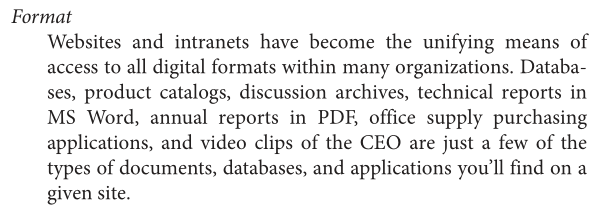 Format
Websites and intranets have become the unifying means of
access to all digital formats within many organizations. Databa-
ses, product catalogs, discussion archives, technical reports in
MS Word, annual reports in PDF, office supply purchasing
applications, and video clips of the CEO are just a few of the
types of documents, databases, and applications you’ll find on a
given site.